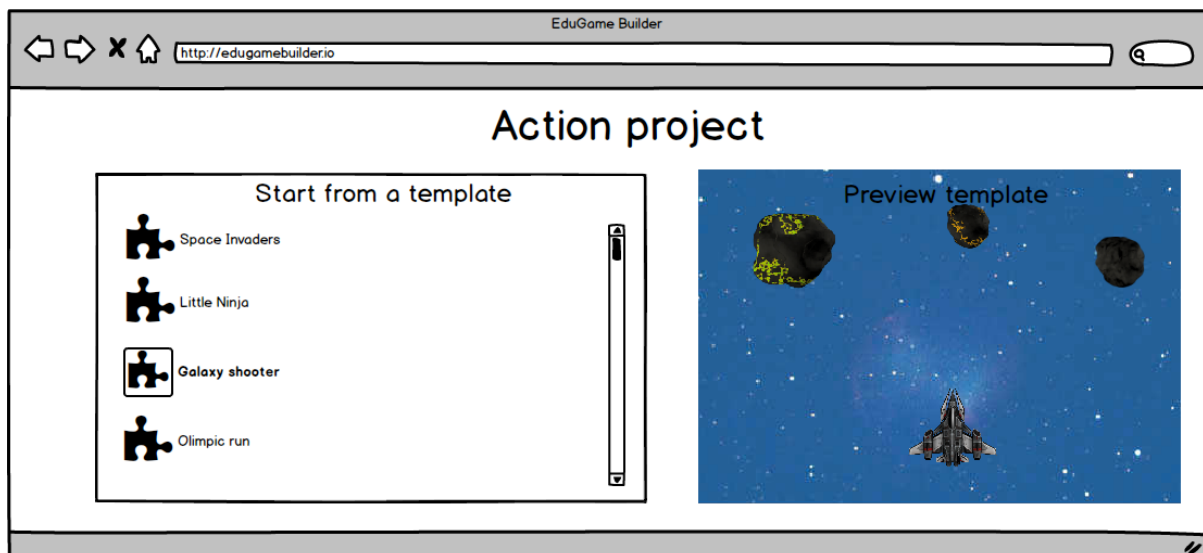 EduGame Builder
http://edugamebuilder.io
Action project
Start from a template
Space Invaders
Little Ninja
Galaxy shooter
Olimpic run
Preview template